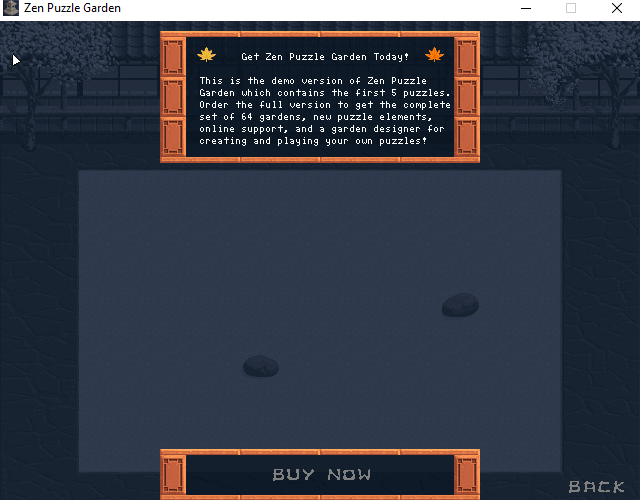 Zen Puzzle Garden
Get Zen Puzzle Garden Today!
This is the demo version of Zen Puzzle
Garden which contains the first 5 puzzles.
Order the full version to get the complete
set of 64 gardens, new puzzle elements,
online support, and a garden designer for
creating and playing your own puzzles!
BUY NOW
BACK